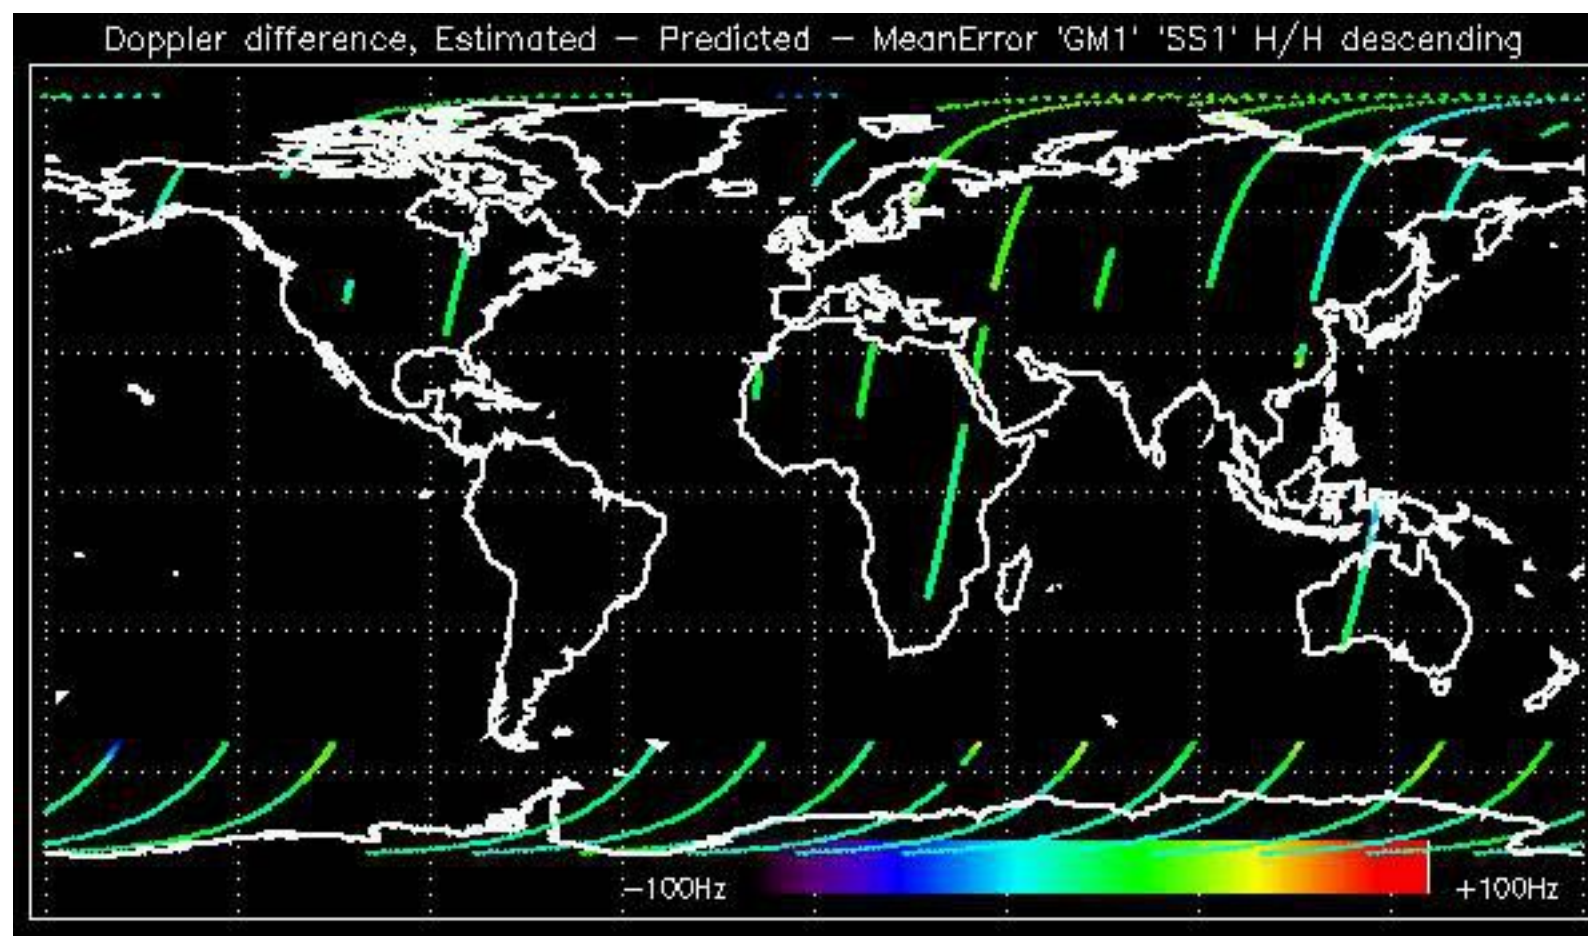 Doppler difference, Estimated – Predicted – MeanError 'GM1' 'SS1' H/H descending
-100Hz +100Hz